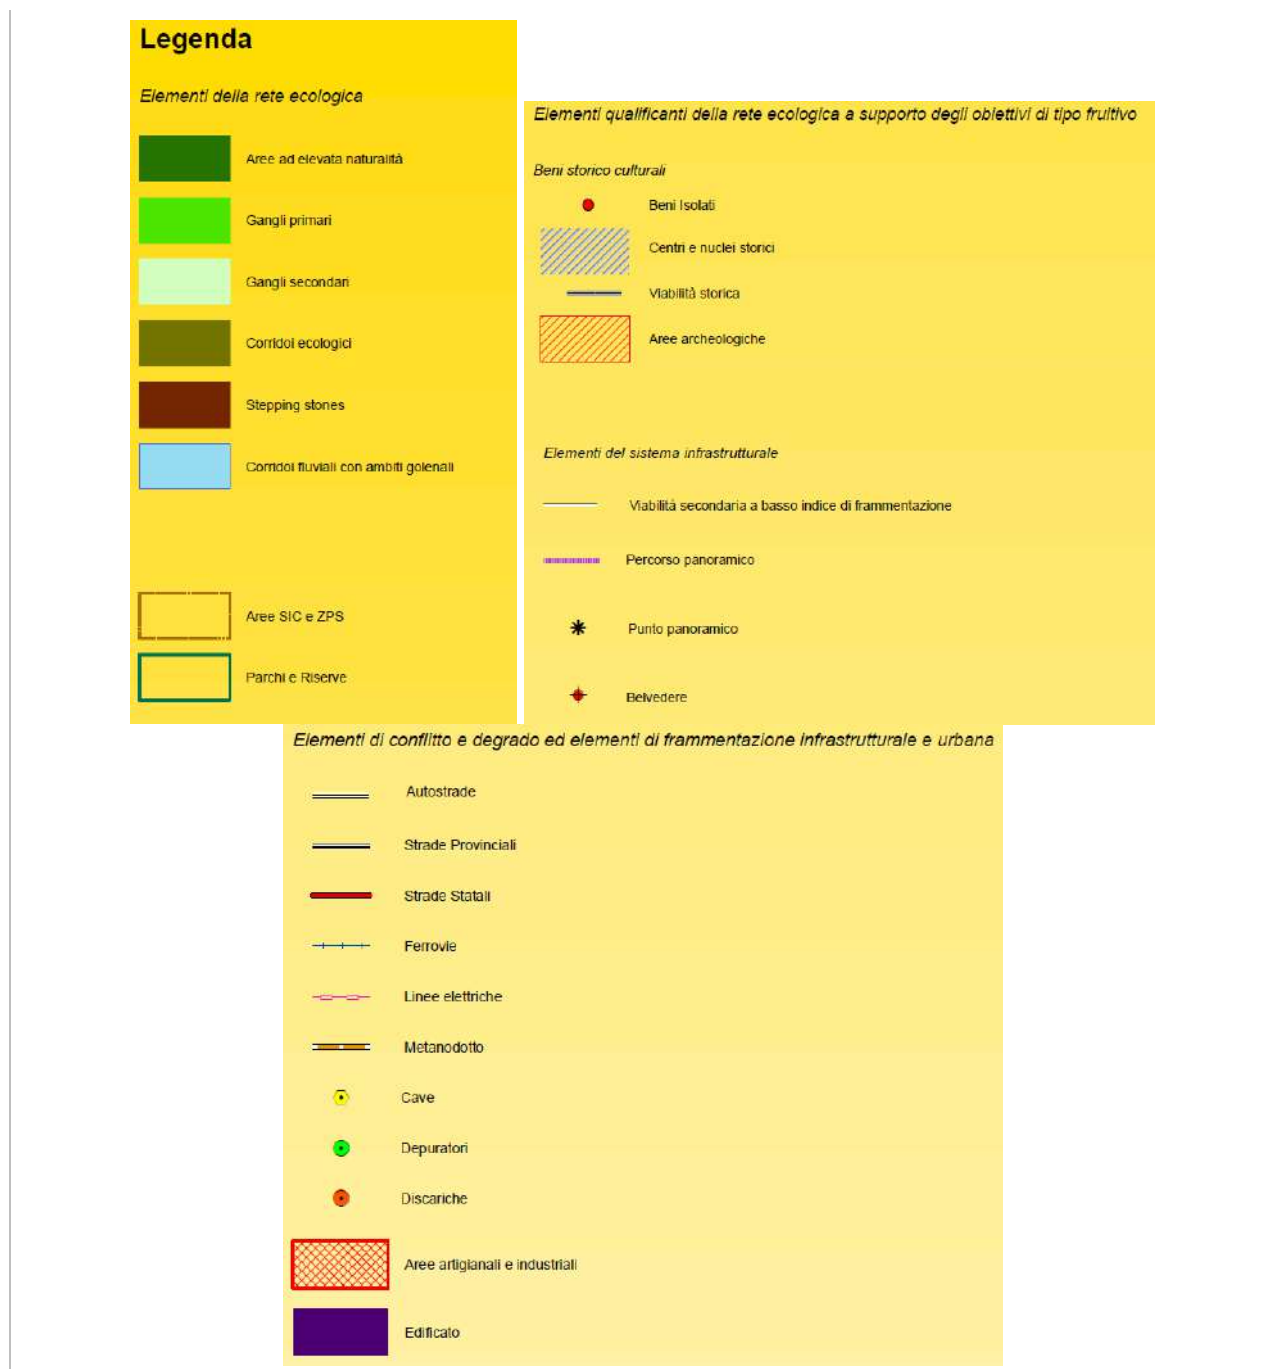 Legenda
Elementi della rete ecologica
Aree ad elevata naturalità
Gangli primari
Gangli secondari
Corridoi ecologici
Stepping stones
Corridoi fluviali con ambiti golenali
Aree SIC e ZPS
Parchi e Riserve
Elementi qualificanti della rete ecologica a supporto degli obiettivi di tipo fruitivo
Beni storico culturali
Beni Isolati
Centri e nuclei storici
Viabilità storica
Aree archeologiche
Elementi del sistema infrastrutturale
Viabilità secondaria a basso indice di frammentazione
Percorso panoramico
Punto panoramico
Belvedere
Elementi di conflitto e degrado ed elementi di frammentazione infrastrutturale e urbana
Autostrade
Strade Provinciali
Strade Statali
Ferrovie
Linee elettriche
Metanodotto
Cave
Depuratori
Discariche
Aree artigianali e industriali
Edificato